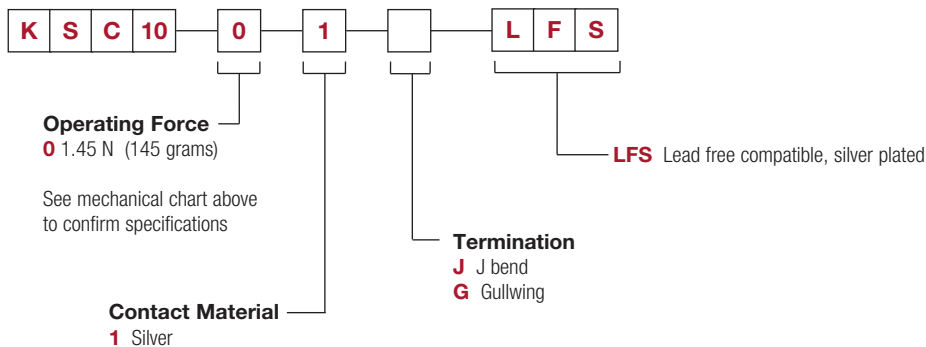 K S C 10 0 1 L F S
Operating Force
0 1.45 N (145 grams)
See mechanical chart above
to confirm specifications
LFS Lead free compatible, silver plated
Termination
J J bend
G Gullwing
Contact Material
1 Silver